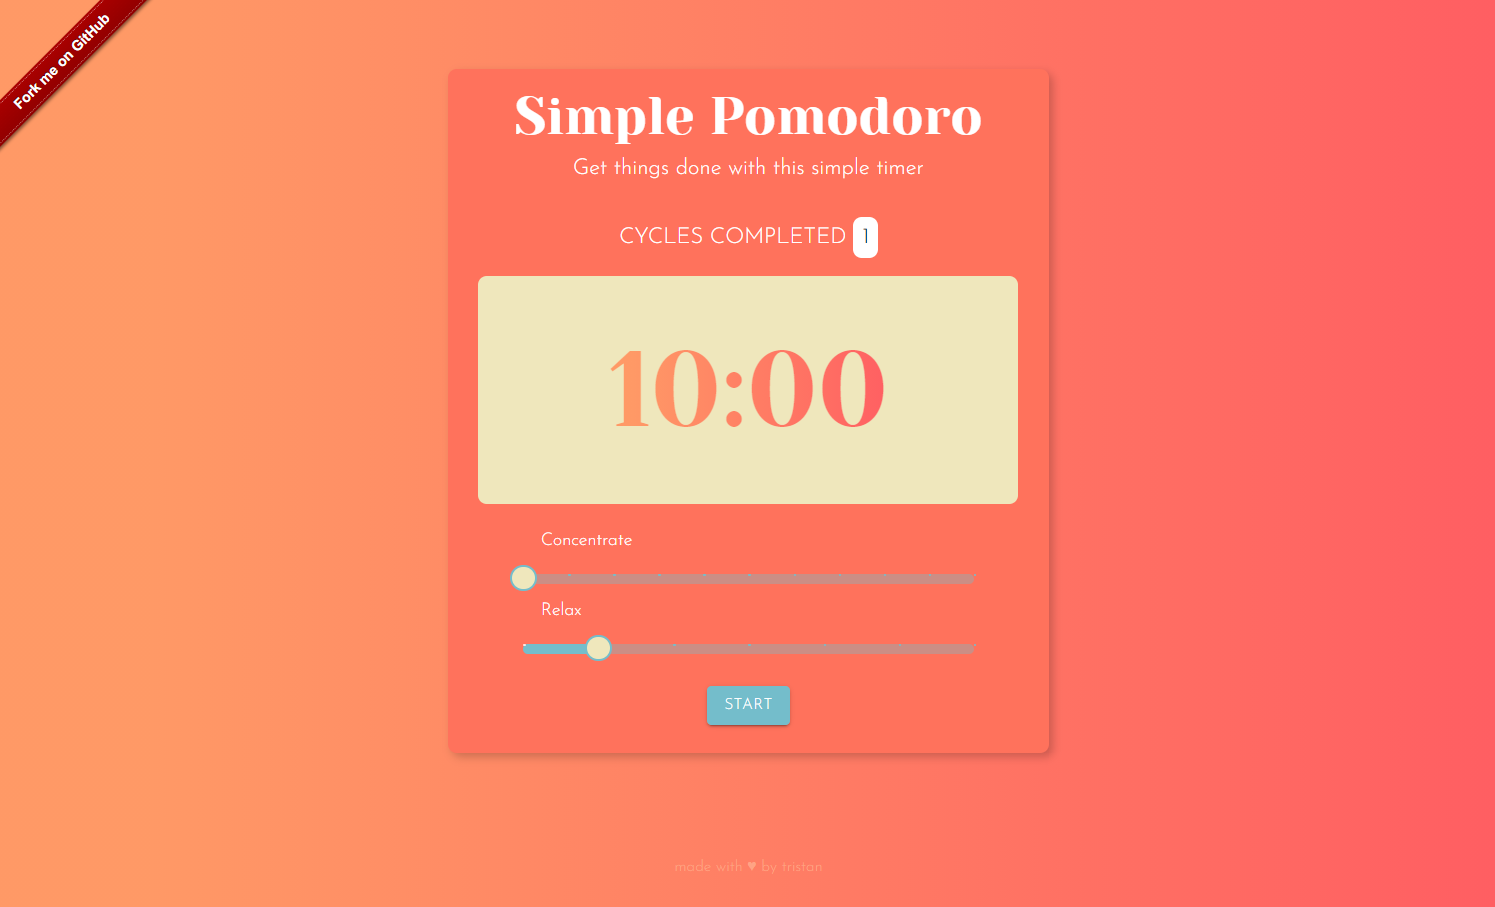 Fork me on GitHub
Simple Pomodoro
Get things done with this simple timer
CYCLES COMPLETED 1
10:00
Concentrate
Relax
START
made with ♥ by tristan